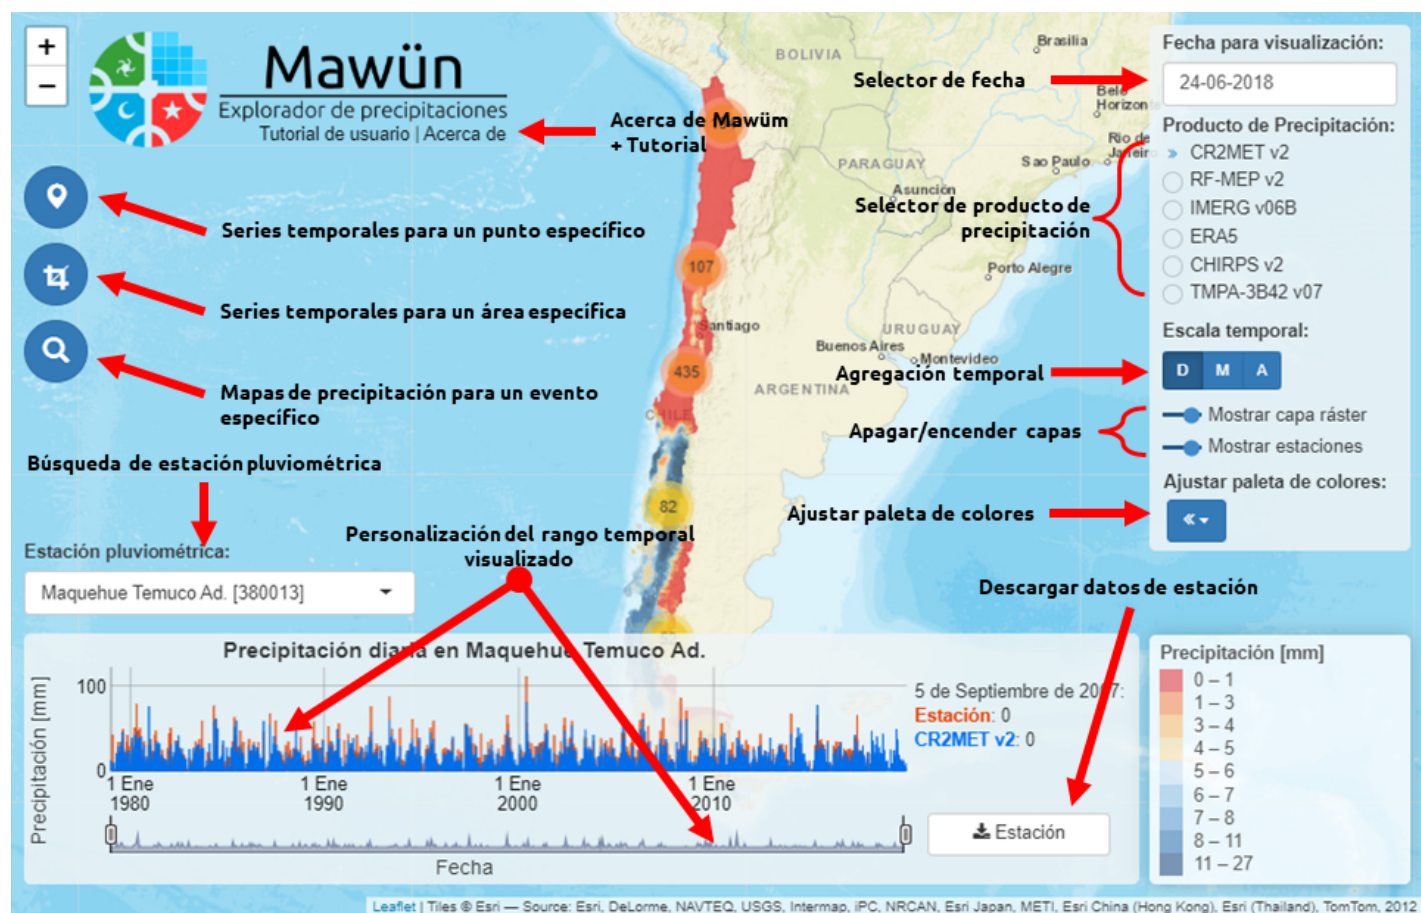 +
−
Mawün
Explorador de precipitaciones
Tutorial de usuario | Acerca de
Acerca de Mawüm
+ Tutorial
Series temporales para un punto específico
Series temporales para un área específica
Mapas de precipitación para un evento
específico
Búsqueda de estación pluviométrica
Estación pluviométrica:
Maquehue Temuco Ad. [380013]
Personalización del rango temporal
visualizado
BOLIVIA
Brasilia
Belo
Horizon
Rio de
Janeiro
Sao Paulo
PARAGUAY
Asunción
Porto Alegre
107
Santiago
URUGUAY
Buenos Aires
Montevideo
435
ARGENTINA
CHILE
82
Selector de fecha
Selector de producto de
precipitación
Agregación temporal
Apagar/encender capas
Ajustar paleta de colores
Descargar datos de estación
Fecha para visualización:
24-06-2018
Producto de Precipitación:
CR2MET v2
RF-MEP v2
IMERG v06B
ERA5
CHIRPS v2
TMPA-3B42 v07
Escala temporal:
D M A
Mostrar capa ráster
Mostrar estaciones
Ajustar paleta de colores:
Precipitación diaria en Maquehue Temuco Ad.
Precipitación [mm]
100
0
1 Ene
1980
1 Ene
1990
1 Ene
2000
1 Ene
2010
Fecha
5 de Septiembre de 2007:
Estación: 0
CR2MET v2: 0
Estación
Precipitación [mm]
0 – 1
1 – 3
3 – 4
4 – 5
5 – 6
6 – 7
7 – 8
8 – 11
11 – 27
Leaflet | Tiles © Esri — Source: Esri, DeLorme, NAVTEQ, USGS, Intermap, iPC, NRCAN, Esri Japan, METI, Esri China (Hong Kong), Esri (Thailand), TomTom, 2012